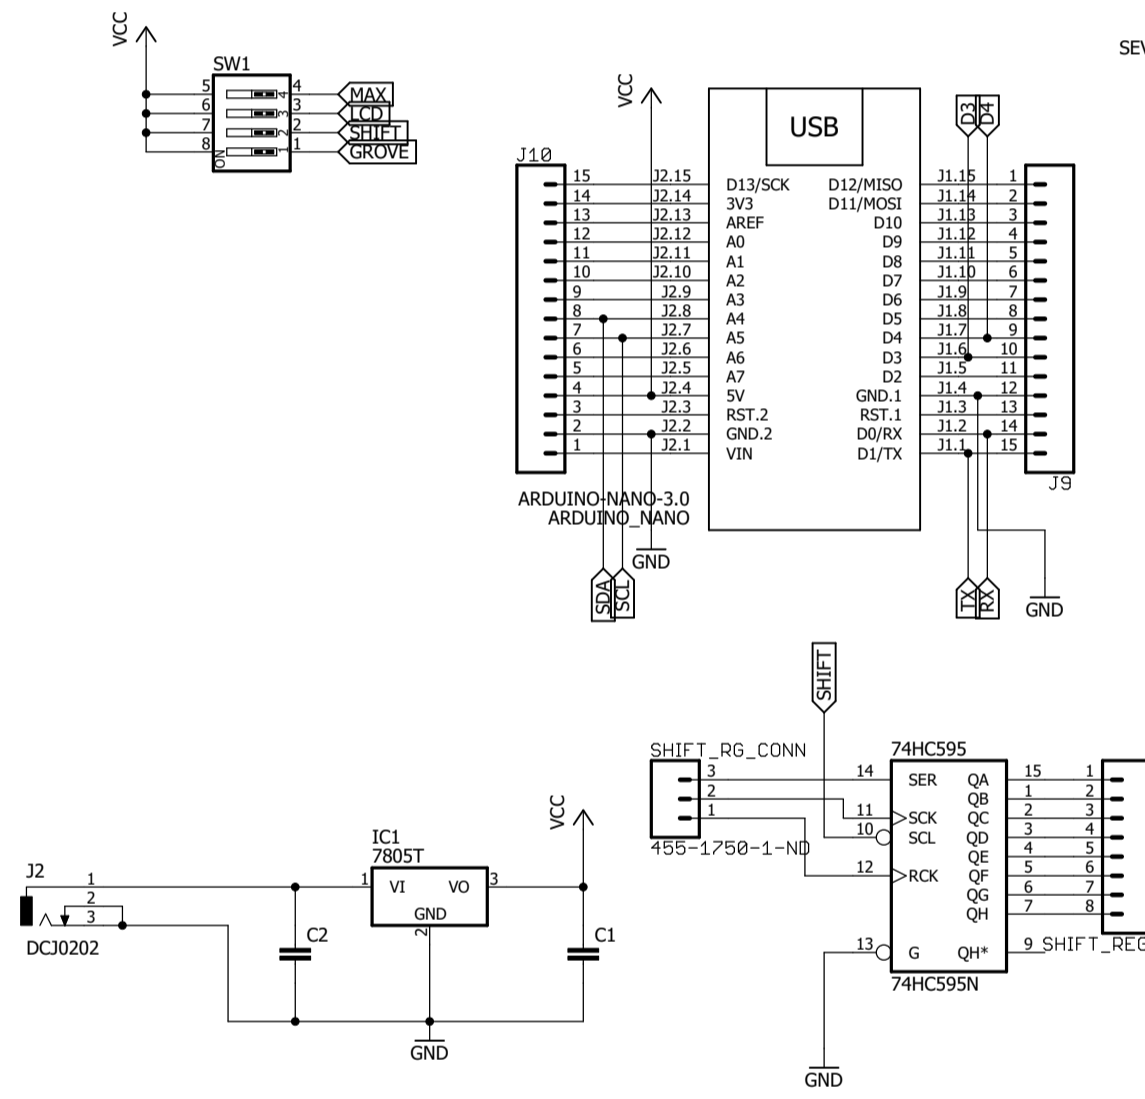 VCC
SW1
5 4 MAX
6 3 LCD
7 2 SHIFT
8 1 GROVE
ON
4
3
2
1
SEV
VCC
USB
D3
D4
J10
15 J2.15 D13/SCK D12/MISO J1.15 1
14 J2.14 3V3 D11/MOSI J1.14 2
13 J2.13 AREF D10 J1.13 3
12 J2.12 A0 D9 J1.12 4
11 J2.11 A1 D8 J1.11 5
10 J2.10 A2 D7 J1.10 6
9 J2.9 A3 D6 J1.9 7
8 J2.8 A4 D5 J1.8 8
7 J2.7 A5 D4 J1.7 9
6 J2.6 A6 D3 J1.6 10
5 J2.5 A7 D2 J1.5 11
4 J2.4 5V GND.1 J1.4 12
3 J2.3 RST.2 RST.1 J1.3 13
2 J2.2 GND.2 D0/RX J1.2 14
1 J2.1 VIN D1/TX J1.1 15
J9
ARDUINO-NANO-3.0
ARDUINO_NANO
GND
SDA
SCL
TX
RX
GND
SHIFT
SHIFT_RG_CONN
3
2
1
455-1750-1-ND
74HC595
14 SER QA 15 1
QB 1 2
11 SCK QC 2 3
10 SCL QD 3 4
QE 4 5
12 RCK QF 5 6
QG 6 7
QH 7 8
13 G QH* 9 SHIFT_REG
74HC595N
GND
VCC
IC1
7805T
J2
1
2
3
DCJ0202
1 VI VO 3
GND
2
C2
C1
GND